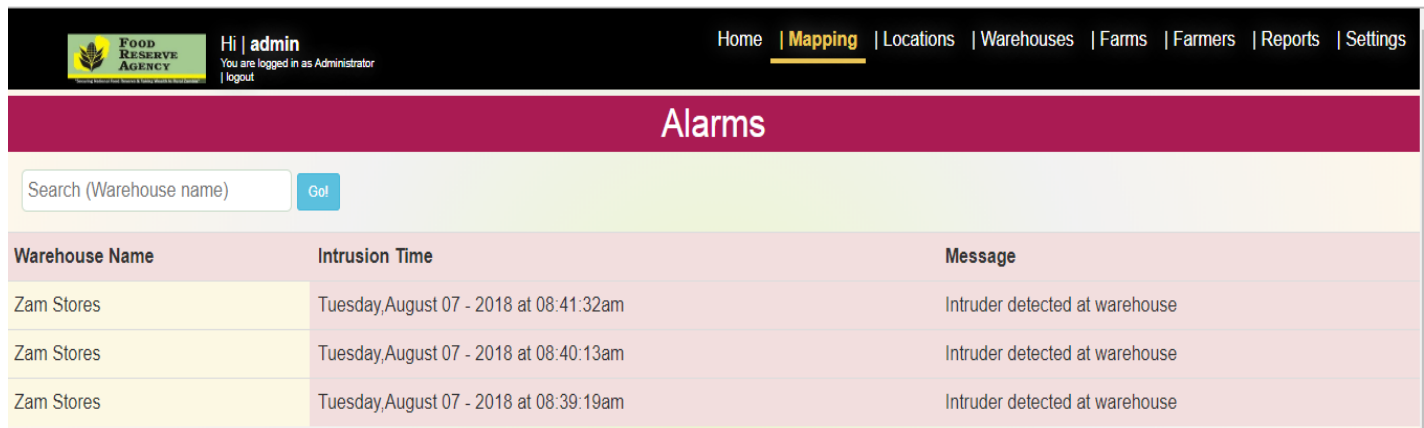 FOOD
RESERVE
AGENCY
Hi | admin
You are logged in as Administrator
| logout
Home | Mapping | Locations | Warehouses | Farms | Farmers | Reports | Settings
Alarms
Search (Warehouse name) Go!
Warehouse Name Intrusion Time Message
Zam Stores Tuesday,August 07 - 2018 at 08:41:32am Intruder detected at warehouse
Zam Stores Tuesday,August 07 - 2018 at 08:40:13am Intruder detected at warehouse
Zam Stores Tuesday,August 07 - 2018 at 08:39:19am Intruder detected at warehouse